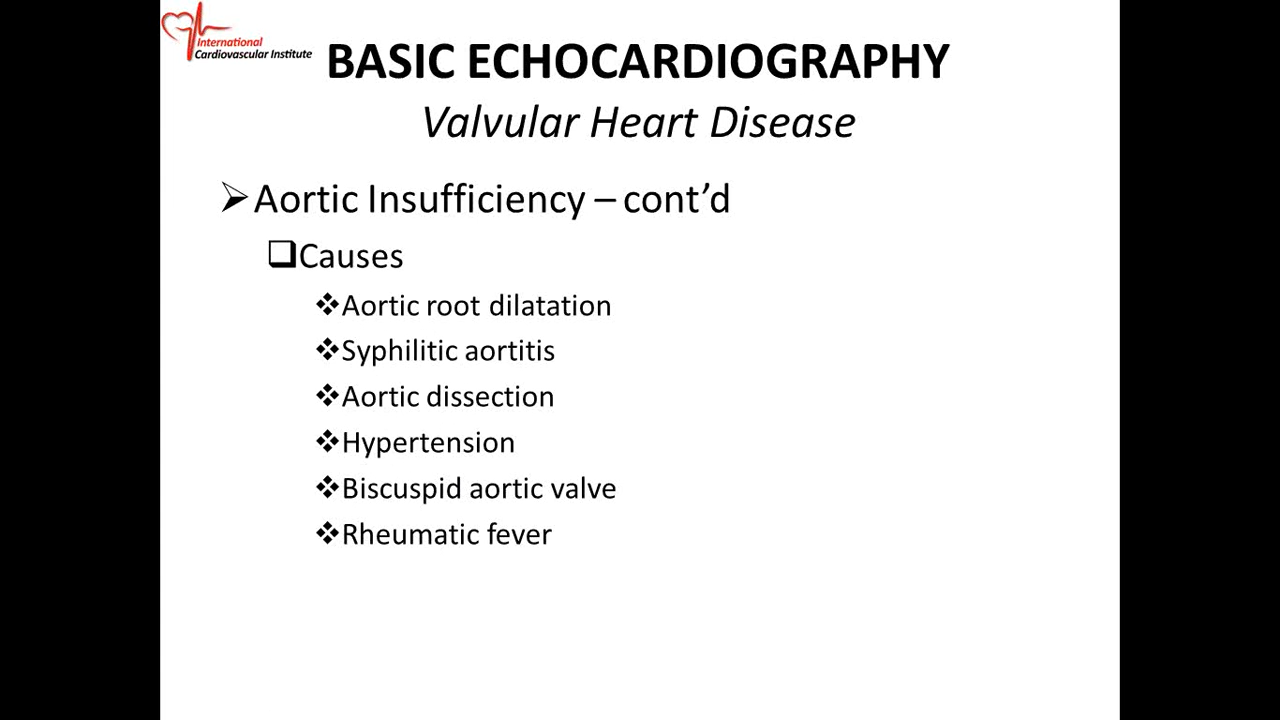 International
Cardiovascular Institute
BASIC ECHOCARDIOGRAPHY
Valvular Heart Disease
Aortic Insufficiency – cont’d
Causes
Aortic root dilatation
Syphilitic aortitis
Aortic dissection
Hypertension
Biscuspid aortic valve
Rheumatic fever